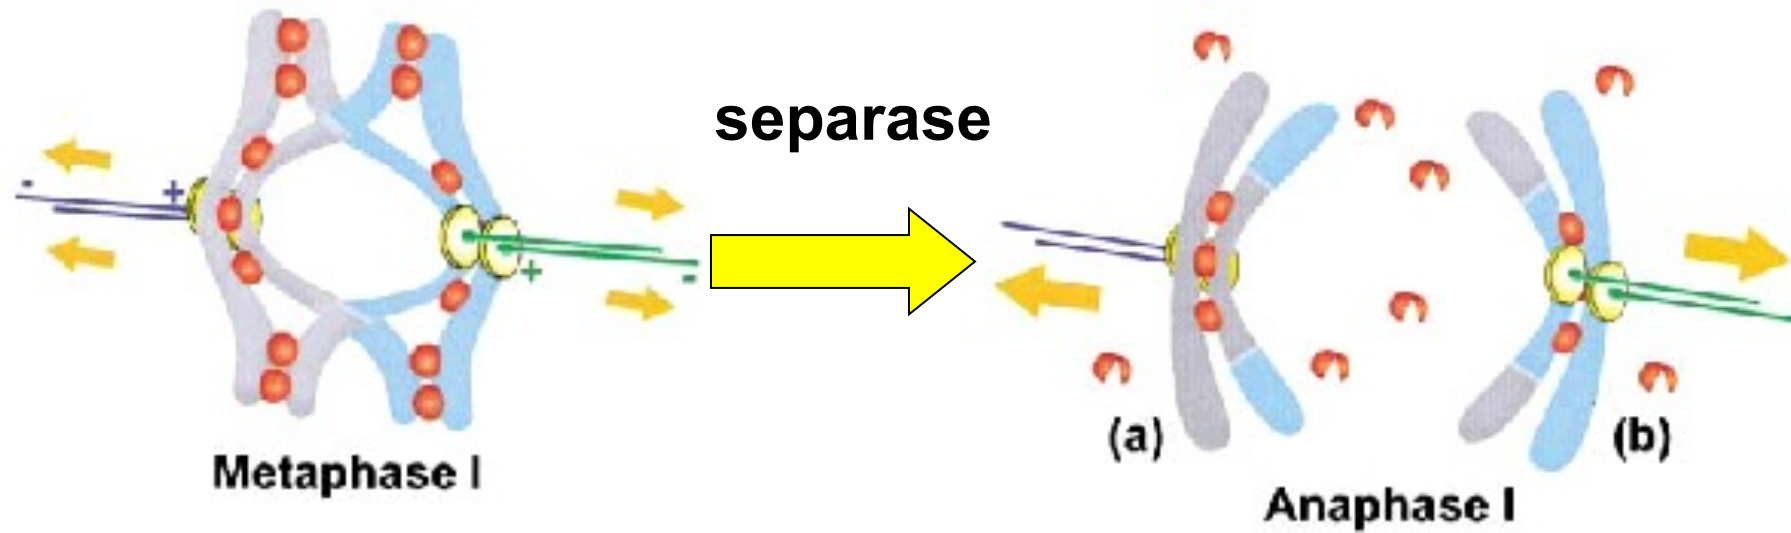 separase
-
+
+
-
(a)
(b)
Metaphase I
Anaphase I